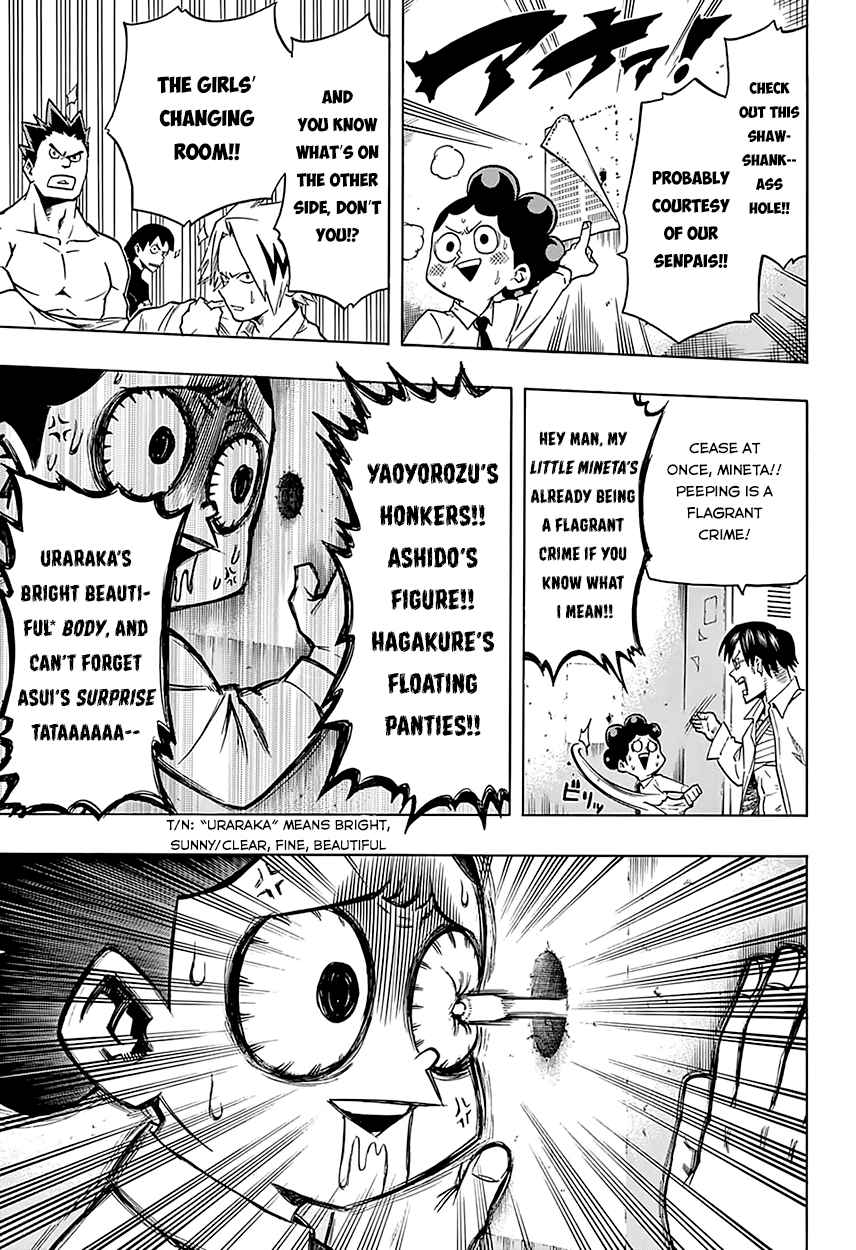 アキッ!
CHECK
OUT THIS
SHAW-
SHANK--
ASS
HOLE!!
PROBABLY
COURTESY
OF OUR
SENPAIS!!
AND
YOU KNOW
WHAT'S ON
THE OTHER
SIDE, DON'T
YOU!?
THE GIRLS'
CHANGING
ROOM!!
CEASE AT
ONCE, MINETA!!
PEEPING IS A
FLAGRANT
CRIME!
HEY MAN, MY
LITTLE MINETA'S
ALREADY BEING
A FLAGRANT
CRIME IF YOU
KNOW WHAT
I MEAN!!
ビリッ
YAOYOROZU'S
HONKERS!!
ASHIDO'S
FIGURE!!
HAGAKURE'S
FLOATING
PANTIES!!
URARAKA'S
BRIGHT BEAUTI-
FUL* BODY, AND
CAN'T FORGET
ASUI'S SURPRISE
TATAAAAAA--
T/N: "URARAKA" MEANS BRIGHT,
SUNNY/CLEAR, FINE, BEAUTIFUL